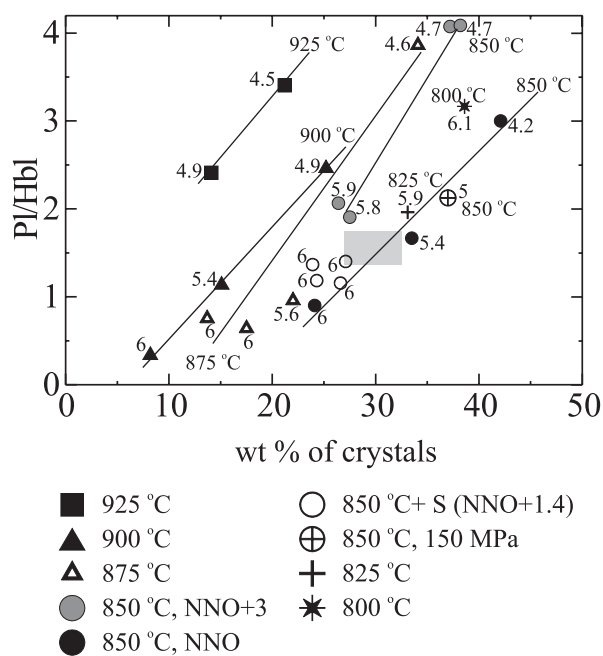 4
3
2
1
0
Pl/Hbl
0 10 20 30 40 50
wt % of crystals
925 °C
4.5
4.9
4.6
4.7 4.7
850 °C
850 °C
800 °C
6.1
4.2
900 °C
4.9
5.9
5.8
825 °C
5.9
5
850 °C
5.4
5.4
6 6
6 6
6
6
6
6
5.6
6
875 °C
925 °C
900 °C
875 °C
850 °C, NNO+3
850 °C, NNO
850 °C+ S (NNO+1.4)
850 °C, 150 MPa
825 °C
800 °C